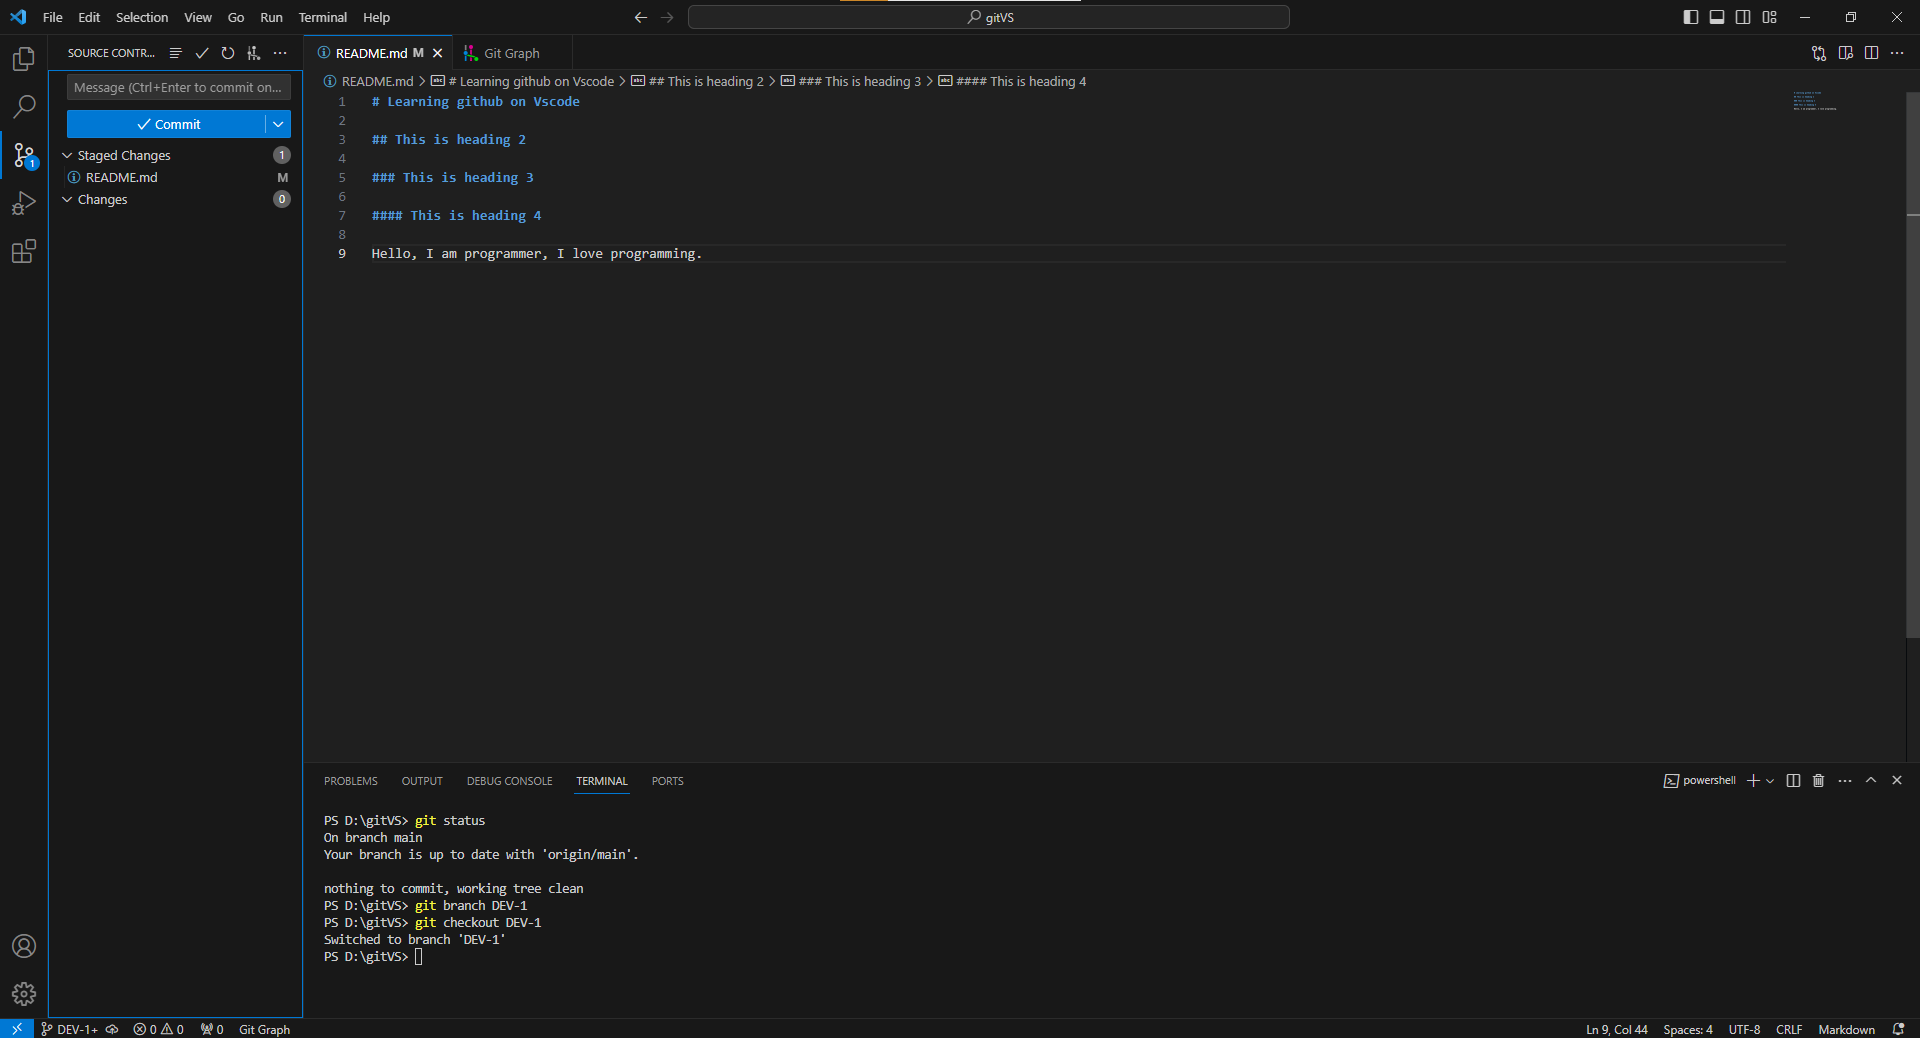 File Edit Selection View Go Run Terminal Help
gitVS
SOURCE CONTR...
README.md M
Git Graph
Message (Ctrl+Enter to commit on...
Commit
Staged Changes 1
README.md M
Changes 0
README.md > # Learning github on Vscode > ## This is heading 2 > ### This is heading 3 > #### This is heading 4
1 # Learning github on Vscode
2
3 ## This is heading 2
4
5 ### This is heading 3
6
7 #### This is heading 4
8
9 Hello, I am programmer, I love programming.
PROBLEMS OUTPUT DEBUG CONSOLE TERMINAL PORTS
powershell
PS D:\gitVS> git status
On branch main
Your branch is up to date with 'origin/main'.
nothing to commit, working tree clean
PS D:\gitVS> git branch DEV-1
PS D:\gitVS> git checkout DEV-1
Switched to branch 'DEV-1'
PS D:\gitVS>
1
DEV-1+ 0 0 0 Git Graph
Ln 9, Col 44 Spaces: 4 UTF-8 CRLF Markdown